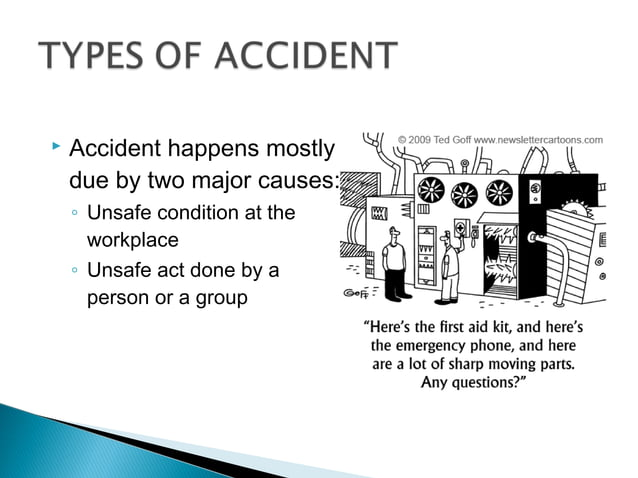 TYPES OF ACCIDENT
Accident happens mostly
due by two major causes:
Unsafe condition at the
workplace
Unsafe act done by a
person or a group
© 2009 Ted Goff www.newslettercartoons.com
GOFF
“Here’s the first aid kit, and here’s
the emergency phone, and here
are a lot of sharp moving parts.
Any questions?”